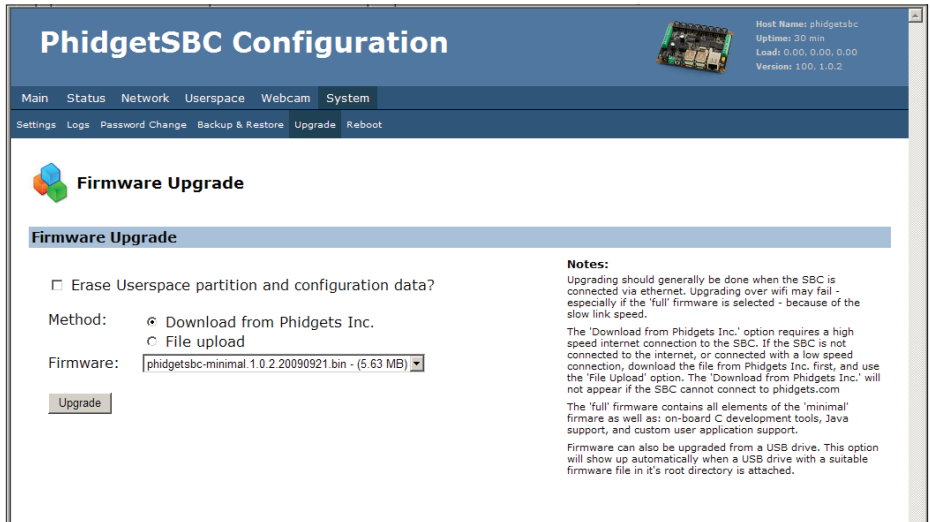 PhidgetSBC Configuration
Host Name: phidgetsbc
Uptime: 30 min
Load: 0.00, 0.00, 0.00
Version: 100, 1.0.2
Main Status Network Userspace Webcam System
Settings Logs Password Change Backup & Restore Upgrade Reboot
Firmware Upgrade
Firmware Upgrade
Erase Userspace partition and configuration data?
Method: Download from Phidgets Inc.
File upload
Firmware: phidgetsbc-minimal.1.0.2.20090921.bin - (5.63 MB)
Upgrade
Notes:
Upgrading should generally be done when the SBC is
connected via ethernet. Upgrading over wifi may fail -
especially if the 'full' firmware is selected - because of the
slow link speed.
The 'Download from Phidgets Inc.' option requires a high
speed internet connection to the SBC. If the SBC is not
connected to the internet, or connected with a low speed
connection, download the file from Phidgets Inc. first, and use
the 'File Upload' option. The 'Download from Phidgets Inc.' will
not appear if the SBC cannot connect to phidgets.com
The 'full' firmware contains all elements of the 'minimal'
firmare as well as: on-board C development tools, Java
support, and custom user application support.
Firmware can also be upgraded from a USB drive. This option
will show up automatically when a USB drive with a suitable
firmware file in it's root directory is attached.